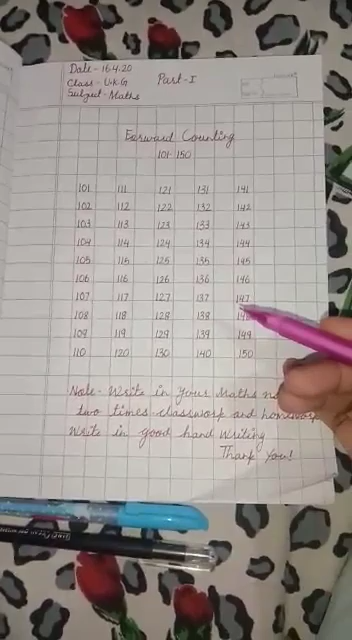 Date - 16.4.20
Part-I
Class - U.K.G
Subject - Maths
Forward Counting
101-150
101 111 121 131 141
102 112 122 132 142
103 113 123 133 143
104 114 124 134 144
105 115 125 135 145
106 116 126 136 146
107 117 127 137 147
108 118 128 138 148
109 119 129 139 149
110 120 130 140 150
Note - Write in your Maths
two times classwork and homework
Write in good hand writing
Thank You!